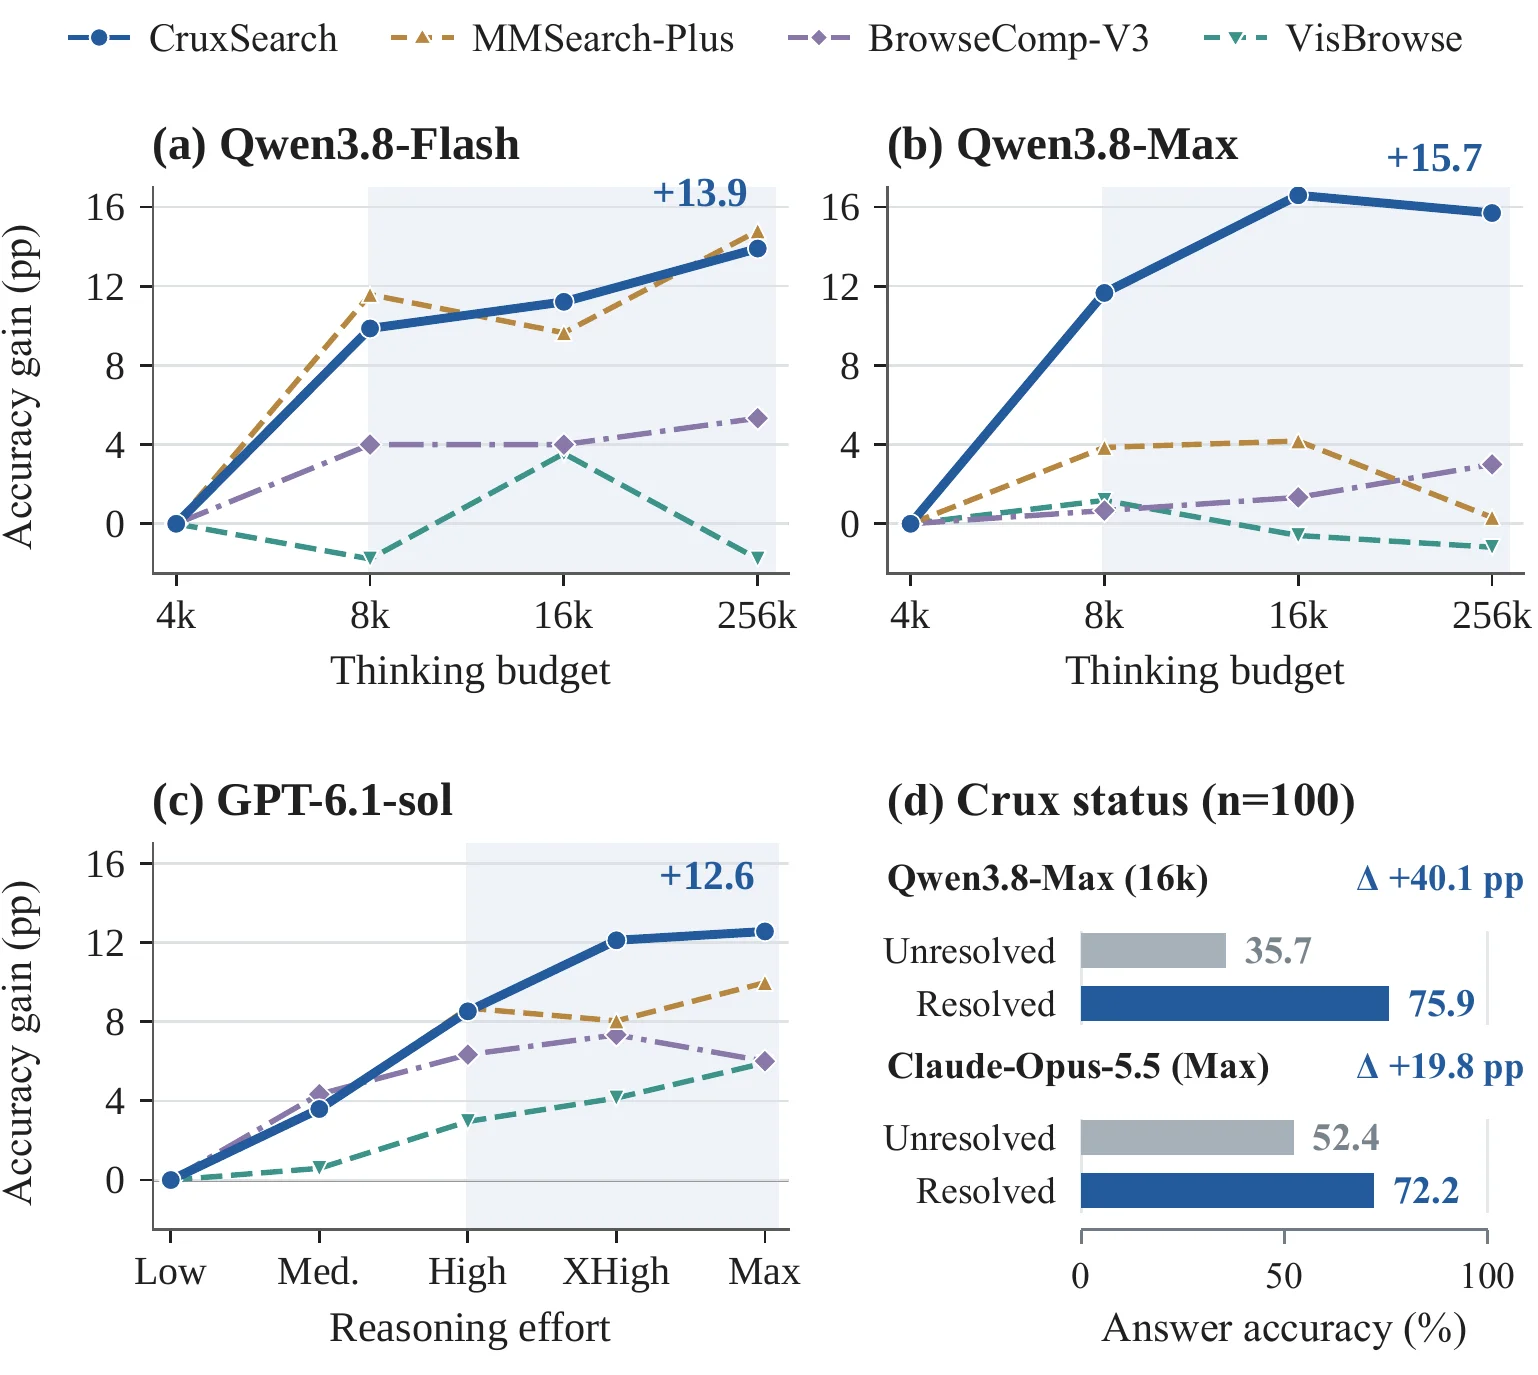 CruxSearch MMSearch-Plus BrowseComp-V3 VisBrowse
(a) Qwen3.8-Flash
+13.9
16
12
8
4
0
Accuracy gain (pp)
4k 8k 16k 256k
Thinking budget
(b) Qwen3.8-Max
+15.7
16
12
8
4
0
4k 8k 16k 256k
Thinking budget
(c) GPT-6.1-sol
+12.6
16
12
8
4
0
Accuracy gain (pp)
Low Med. High XHigh Max
Reasoning effort
(d) Crux status (n=100)
Qwen3.8-Max (16k) Δ +40.1 pp
Unresolved 35.7
Resolved 75.9
Claude-Opus-5.5 (Max) Δ +19.8 pp
Unresolved 52.4
Resolved 72.2
0 50 100
Answer accuracy (%)